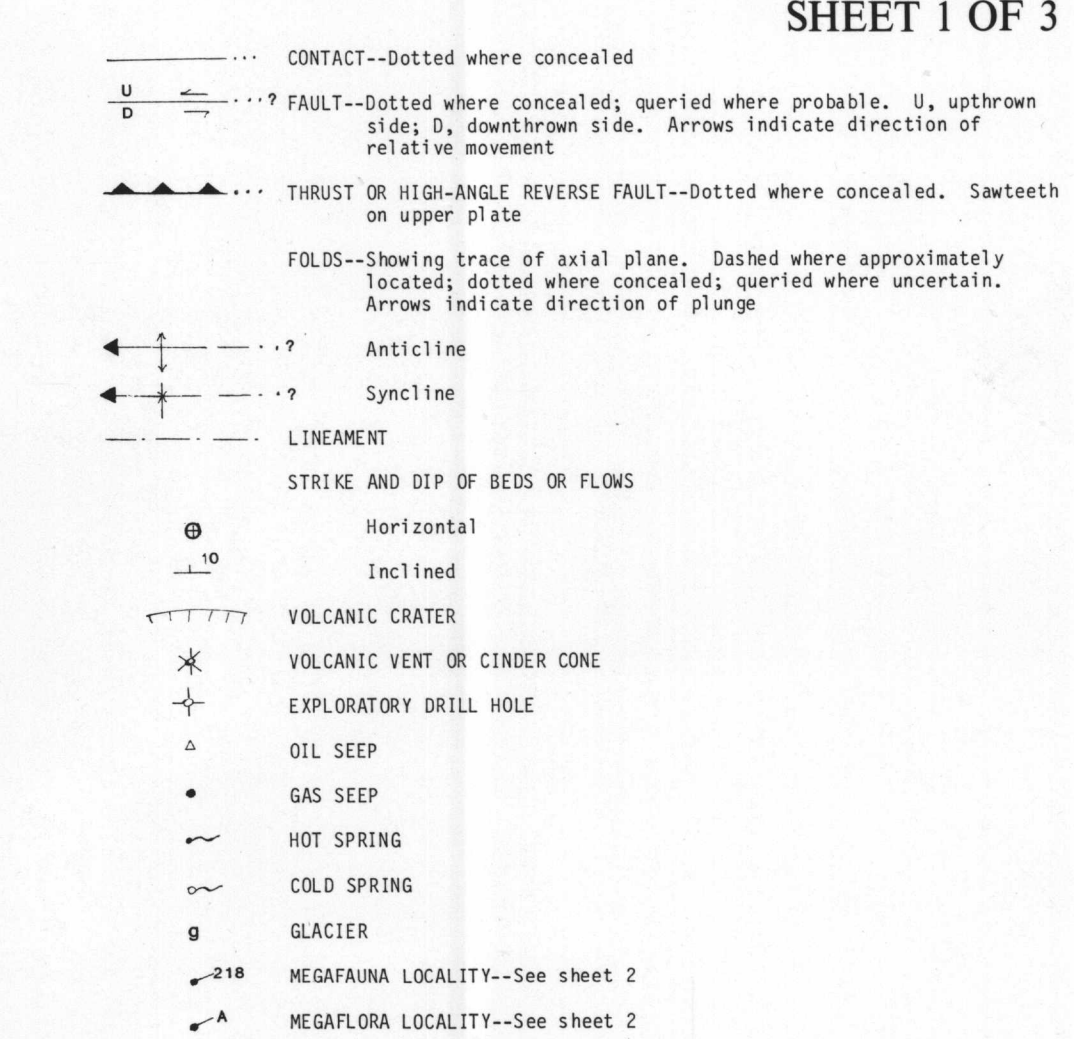 SHEET 1 OF 3
CONTACT--Dotted where concealed
U
D
? FAULT--Dotted where concealed; queried where probable. U, upthrown
side; D, downthrown side. Arrows indicate direction of
relative movement
THRUST OR HIGH-ANGLE REVERSE FAULT--Dotted where concealed. Sawteeth
on upper plate
FOLDS--Showing trace of axial plane. Dashed where approximately
located; dotted where concealed; queried where uncertain.
Arrows indicate direction of plunge
? Anticline
? Syncline
LINEAMENT
STRIKE AND DIP OF BEDS OR FLOWS
Horizontal
10 Inclined
VOLCANIC CRATER
VOLCANIC VENT OR CINDER CONE
EXPLORATORY DRILL HOLE
OIL SEEP
GAS SEEP
HOT SPRING
COLD SPRING
g GLACIER
218 MEGAFAUNA LOCALITY--See sheet 2
A MEGAFLORA LOCALITY--See sheet 2